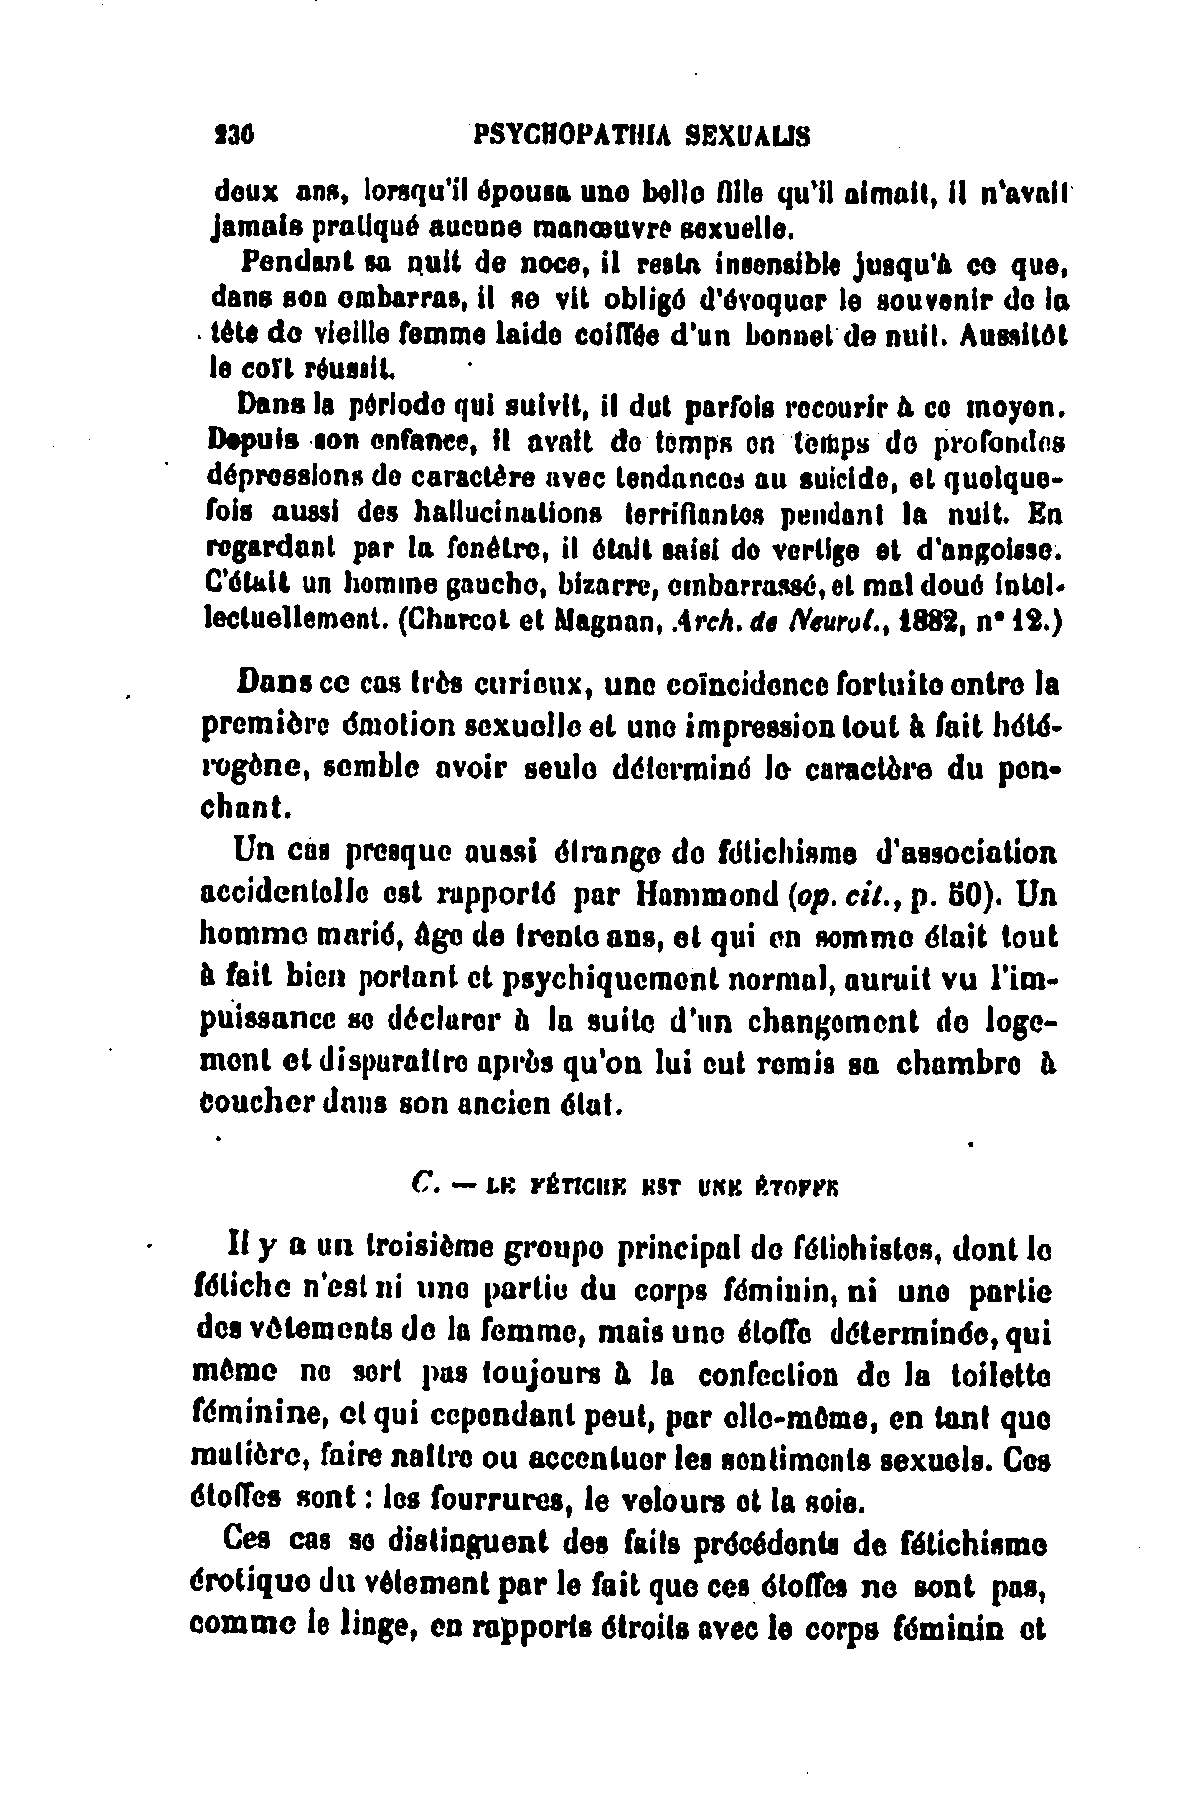 236 PSYCHOPATHIA SEXUALIS
deux ans, lorsqu'il épousa une belle fille qu'il aimait, il n'avait
jamais pratiqué aucune manœuvre sexuelle.
Pendant sa nuit de noce, il resta insensible jusqu'à ce que,
dans son embarras, il se vit obligé d'évoquer le souvenir de la
tête de vieille femme laide coiffée d'un bonnet de nuit. Aussitôt
le coït réussit.
Dans la période qui suivit, il dut parfois recourir à ce moyen.
Depuis son enfance, il avait de temps en temps de profondes
dépressions de caractère avec tendances au suicide, et quelque-
fois aussi des hallucinations terrifiantes pendant la nuit. En
regardant par la fenêtre, il était saisi de vertige et d'angoisse.
C'était un homme gauche, bizarre, embarrassé, et mal doué intel-
lectuellement. (Charcot et Magnan, Arch. de Neurol., 1882, n° 12.)
Dans ce cas très curieux, une coïncidence fortuite entre la
première émotion sexuelle et une impression tout à fait hété-
rogène, semble avoir seule déterminé le caractère du pen-
chant.
Un cas presque aussi étrange de fétichisme d'association
accidentelle est rapporté par Hammond (op. cit., p. 50). Un
homme marié, âge de trente ans, et qui en somme était tout
à fait bien portant et psychiquement normal, aurait vu l'im-
puissance se déclarer à la suite d'un changement de loge-
ment et disparaître après qu'on lui eut remis sa chambre à
coucher dans son ancien état.
C. — LE FÉTICHE EST UNE ÉTOFFE
Il y a un troisième groupe principal de fétichistes, dont le
fétiche n'est ni une partie du corps féminin, ni une partie
des vêtements de la femme, mais une étoffe déterminée, qui
même ne sert pas toujours à la confection de la toilette
féminine, et qui cependant peut, par elle-même, en tant que
matière, faire naître ou accentuer les sentiments sexuels. Ces
étoffes sont : les fourrures, le velours et la soie.
Ces cas se distinguent des faits précédents de fétichisme
érotique du vêtement par le fait que ces étoffes ne sont pas,
comme le linge, en rapports étroits avec le corps féminin et